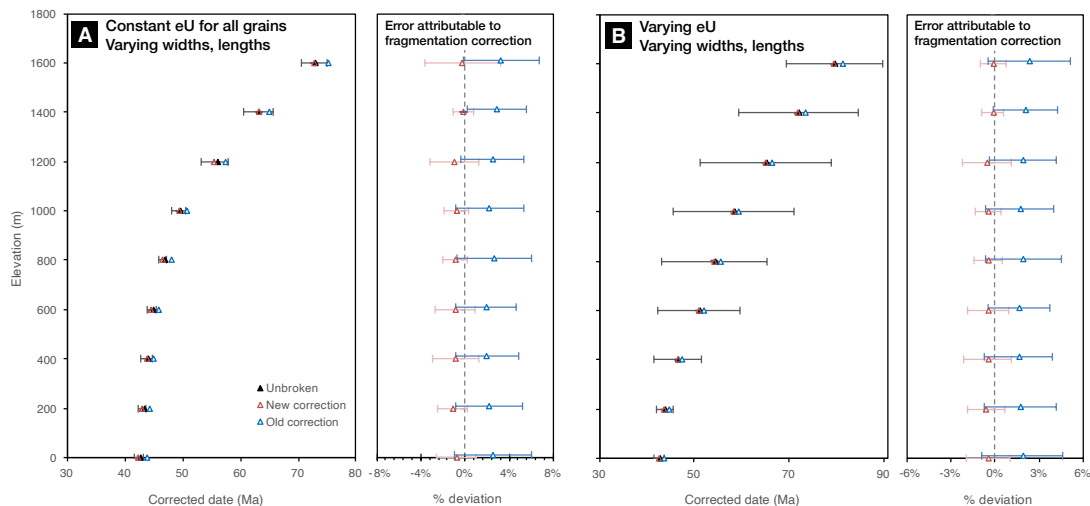 A
Constant eU for all grains
Varying widths, lengths
Error attributable to
fragmentation correction
B
Varying eU
Varying widths, lengths
Error attributable to
fragmentation correction
Elevation (m)
1800
1600
1400
1200
1000
800
600
400
200
0
Unbroken
New correction
Old correction
30 40 50 60 70 80
Corrected date (Ma)
-8% -4% 0% 4% 8%
% deviation
30 50 70 90
Corrected date (Ma)
-6% -3% 0% 3% 6%
% deviation